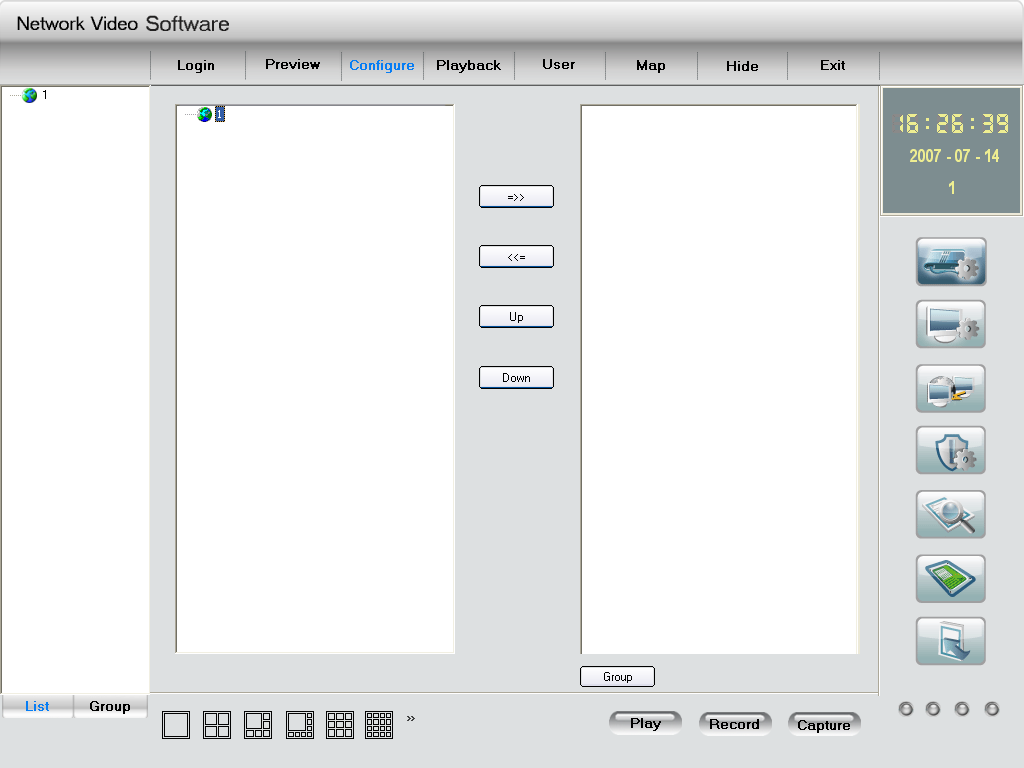 Network Video Software
Login Preview Configure Playback User Map Hide Exit
1
1
16:26:39
2007 - 07 - 14
1
=>>
<<=
Up
Down
Group
List Group
»
Play Record Capture